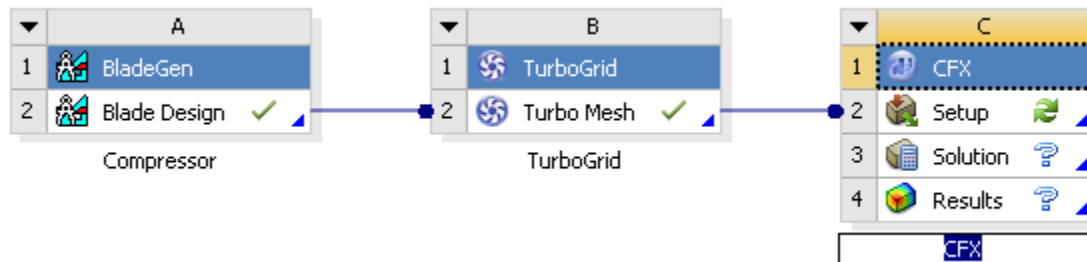 A
1 BladeGen
2 Blade Design
Compressor
B
1 TurboGrid
2 Turbo Mesh
TurboGrid
C
1 CFX
2 Setup
3 Solution
4 Results
CFX